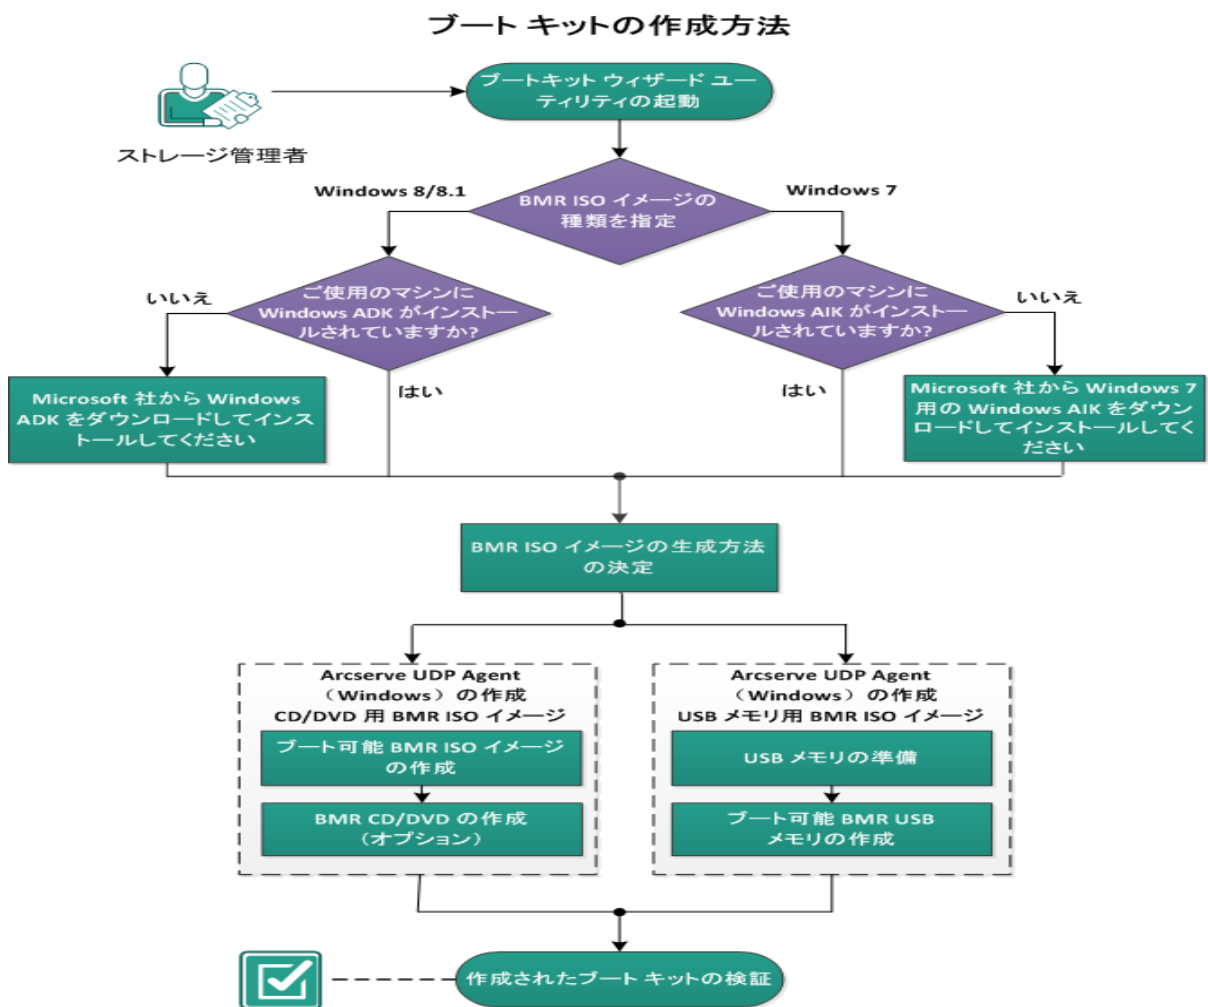 ブート キットの作成方法
ブートキット ウィザード ユー
ティリティの起動
ストレージ管理者
Windows 8/8.1
Windows 7
BMR ISO イメージの
種類を指定
ご使用のマシンに
Windows ADK がインストー
ルされていますか?
いいえ
はい
ご使用のマシンに
Windows AIK がインストー
ルされていますか?
いいえ
はい
Microsoft 社から Windows
ADK をダウンロードしてインス
トールしてください
Microsoft 社から Windows 7
用の Windows AIK をダウン
ロードしてインストールしてく
ださい
BMR ISO イメージの生成方法
の決定
Arcserve UDP Agent
（Windows）の作成
CD/DVD 用 BMR ISO イメージ
ブート可能 BMR ISO イメージ
の作成
BMR CD/DVD の作成
（オプション）
Arcserve UDP Agent
（Windows）の作成
USB メモリ用 BMR ISO イメージ
USB メモリの準備
ブート可能 BMR USB
メモリの作成
作成されたブート キットの検証